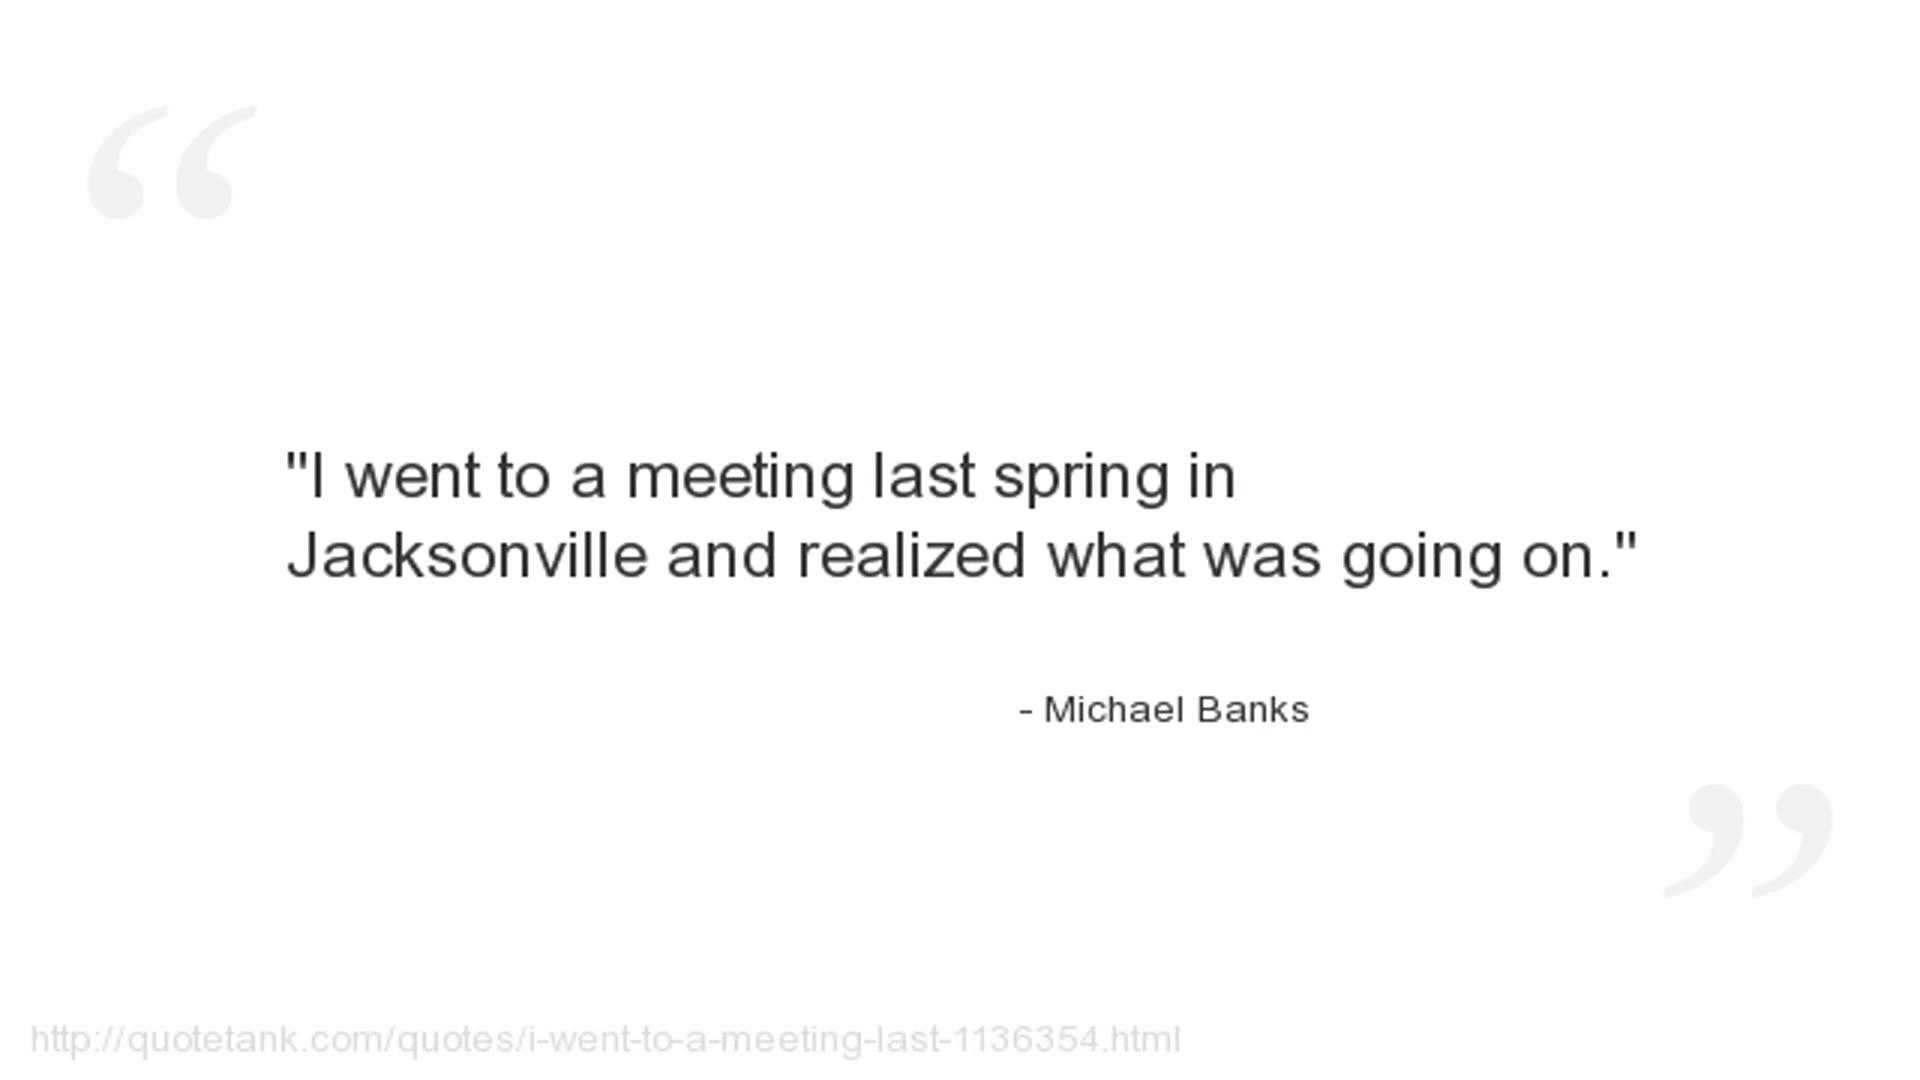 “
"I went to a meeting last spring in
Jacksonville and realized what was going on."
- Michael Banks
”
http://quotetank.com/quotes/i-went-to-a-meeting-last-1136354.html